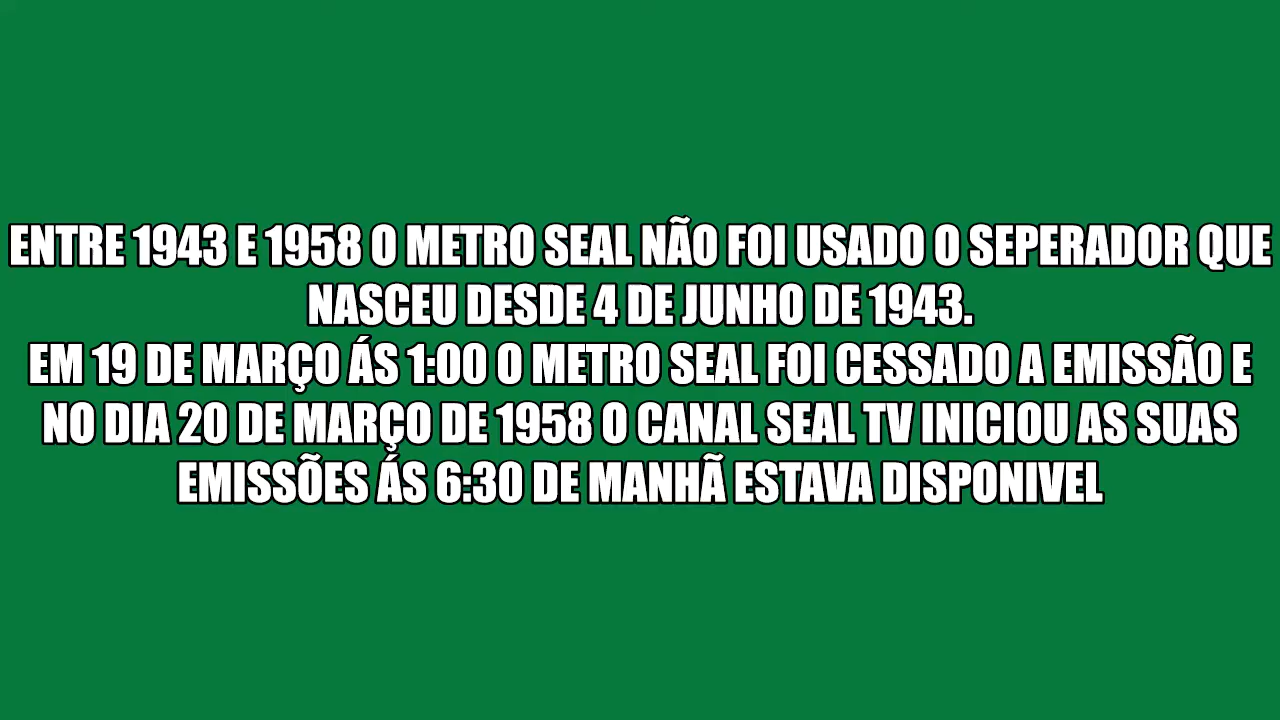 ENTRE 1943 E 1958 O METRO SEAL NÃO FOI USADO O SEPERADOR QUE
NASCEU DESDE 4 DE JUNHO DE 1943.
EM 19 DE MARÇO ÁS 1:00 O METRO SEAL FOI CESSADO A EMISSÃO E
NO DIA 20 DE MARÇO DE 1958 O CANAL SEAL TV INICIOU AS SUAS
EMISSÕES ÁS 6:30 DE MANHÃ ESTAVA DISPONIVEL